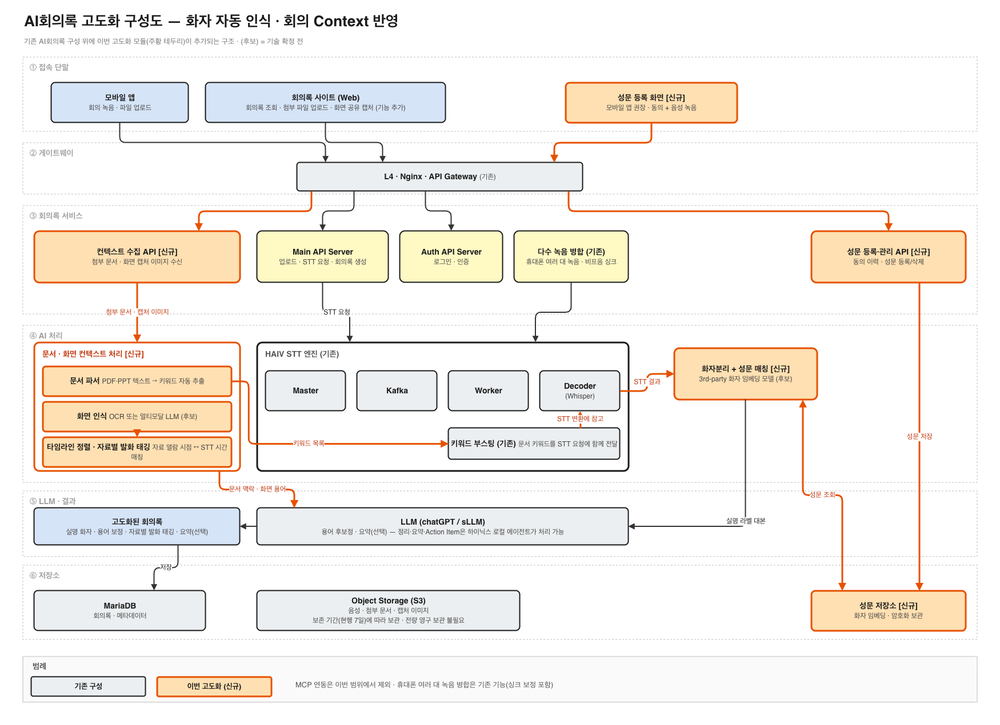 AI회의록 고도화 구성도 — 화자 자동 인식 · 회의 Context 반영
기존 AI회의록 구성 위에 이번 고도화 모듈(주황 테두리)이 추가되는 구조 · (후보) = 기술 확정 전
① 접속 단말
모바일 앱
회의 녹음 · 파일 업로드
회의록 사이트 (Web)
회의록 조회 · 첨부 파일 업로드 · 화면 공유 캡처 (기능 추가)
성문 등록 화면 [신규]
모바일 앱 권장 · 동의 + 음성 녹음
② 게이트웨이
L4 · Nginx · API Gateway (기존)
③ 회의록 서비스
컨텍스트 수집 API [신규]
첨부 문서 · 화면 캡처 이미지 수신
Main API Server
업로드 · STT 요청 · 회의록 생성
Auth API Server
로그인 · 인증
다수 녹음 병합 (기존)
휴대폰 여러 대 녹음 · 비프음 싱크
성문 등록·관리 API [신규]
동의 이력 · 성문 등록/삭제
첨부 문서 · 캡처 이미지
STT 요청
④ AI 처리
문서 · 화면 컨텍스트 처리 [신규]
문서 파서 PDF·PPT 텍스트 → 키워드 자동 추출
화면 인식 OCR 또는 멀티모달 LLM (후보)
타임라인 정렬 · 자료별 발화 태깅 자료 열람 시점 ↔ STT 시간
매칭
HAIV STT 엔진 (기존)
Master
Kafka
Worker
Decoder
(Whisper)
STT 변환에 참고
키워드 목록
키워드 부스팅 (기존) 문서 키워드를 STT 요청에 함께 전달
STT 결과
화자분리 + 성문 매칭 [신규]
3rd-party 화자 임베딩 모델 (후보)
성문 저장
문서 맥락 · 화면 용어
성문 조회
⑤ LLM · 결과
고도화된 회의록
실명 화자 · 용어 보정 · 자료별 발화 태깅 · 요약(선택)
LLM (chatGPT / sLLM)
용어 후보정 · 요약(선택) — 정리·요약·Action Item은 하이닉스 로컬 에이전트가 처리 가능
실명 라벨 대본
저장
⑥ 저장소
MariaDB
회의록 · 메타데이터
Object Storage (S3)
음성 · 첨부 문서 · 캡처 이미지
보존 기간(현행 7일)에 따라 보관 · 전량 영구 보관 불필요
성문 저장소 [신규]
화자 임베딩 · 암호화 보관
범례
기존 구성
이번 고도화 (신규)
MCP 연동은 이번 범위에서 제외 · 휴대폰 여러 대 녹음 병합은 기존 기능(싱크 보정 포함)